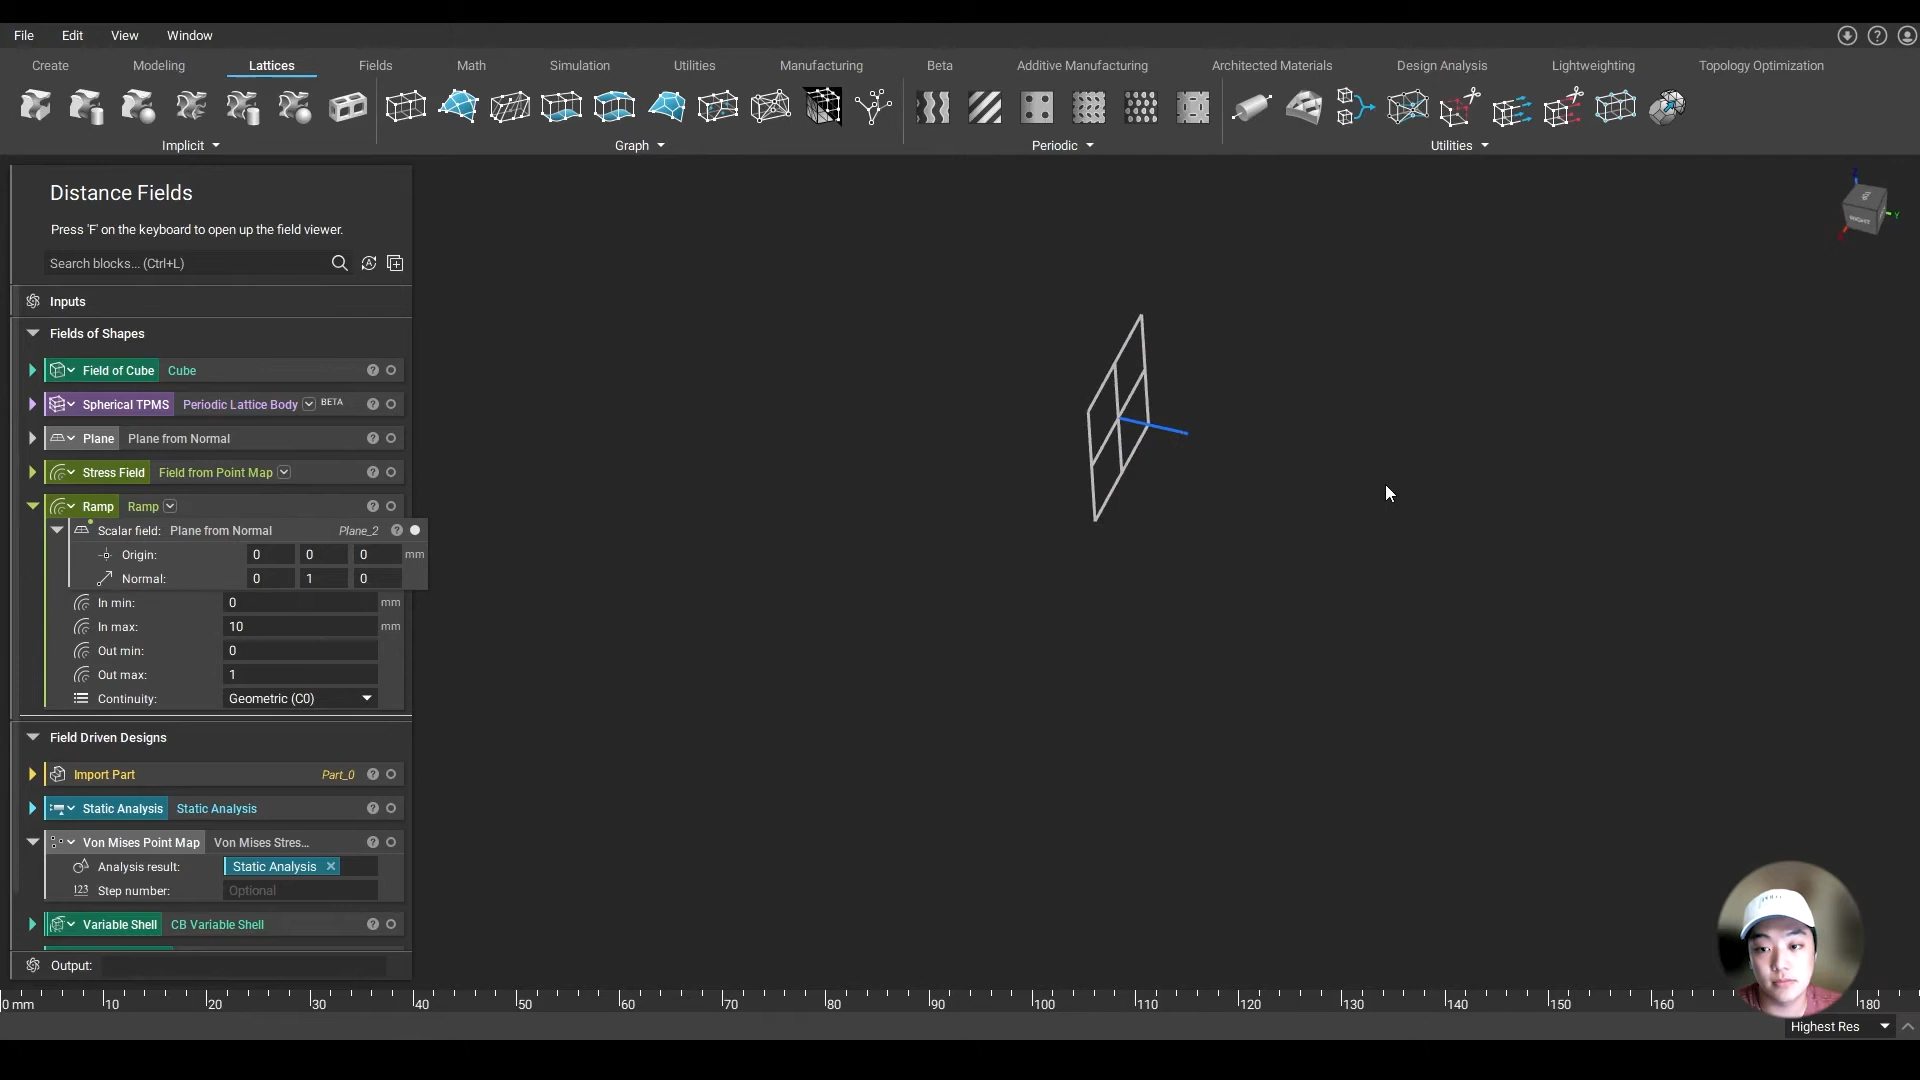 File Edit View Window
Create Modeling Lattices Fields Math Simulation Utilities Manufacturing Beta Additive Manufacturing Architected Materials Design Analysis Lightweighting Topology Optimization
Implicit Graph Periodic Utilities
Distance Fields
Press 'F' on the keyboard to open up the field viewer.
Search blocks... (Ctrl+L)
Inputs
Fields of Shapes
Field of Cube Cube
Spherical TPMS Periodic Lattice Body BETA
Plane Plane from Normal
Stress Field Field from Point Map
Ramp Ramp
Scalar field: Plane from Normal Plane_2
Origin: 0 0 0 mm
Normal: 0 1 0
In min: 0 mm
In max: 10 mm
Out min: 0
Out max: 1
Continuity: Geometric (C0)
Field Driven Designs
Import Part Part_0
Static Analysis Static Analysis
Von Mises Point Map Von Mises Stres...
Analysis result: Static Analysis
123 Step number: Optional
Variable Shell CB Variable Shell
Output:
0 mm 10 20 30 40 50 60 70 80 90 100 110 120 130 140 150 160 180
Highest Res
RIGHT
Y